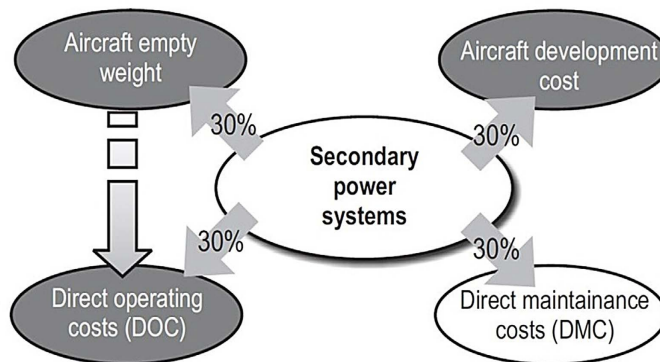 Aircraft empty
weight
Aircraft development
cost
30%
30%
Secondary
power
systems
30%
30%
Direct operating
costs (DOC)
Direct maintainance
costs (DMC)